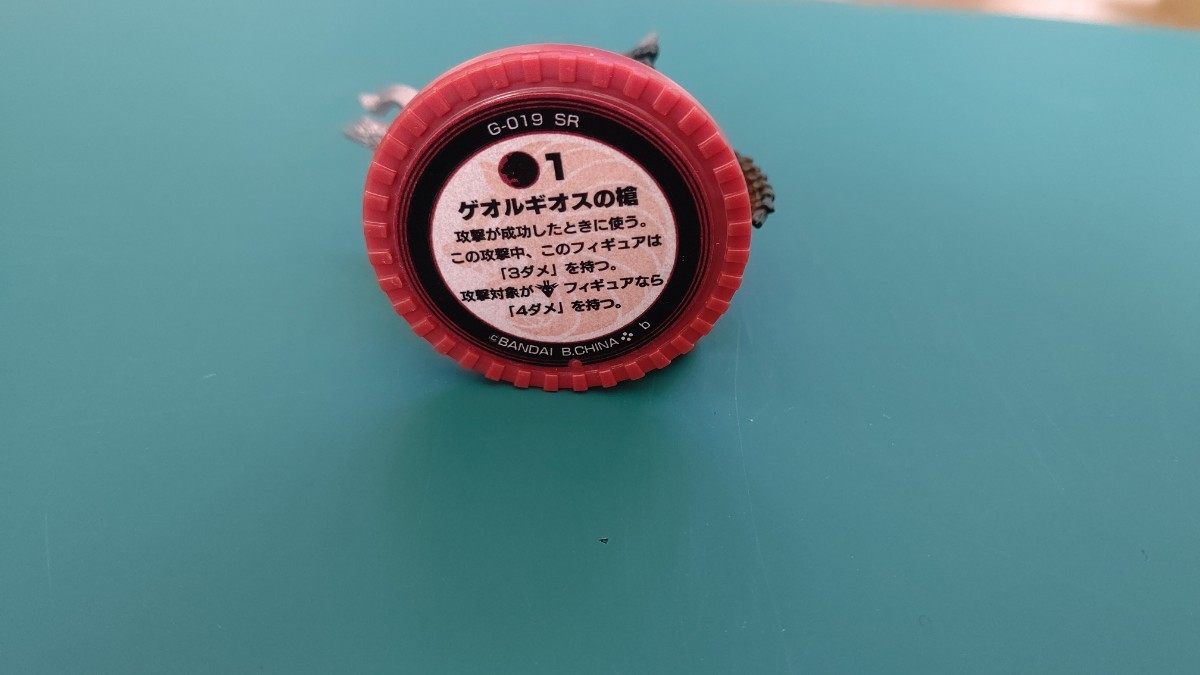 G-019 SR
1
ゲオルギオスの槍
攻撃が成功したときに使う。
この攻撃中、このフィギュアは
「3ダメ」を持つ。
攻撃対象が フィギュアなら
「4ダメ」を持つ。
BANDAI B.CHINA b